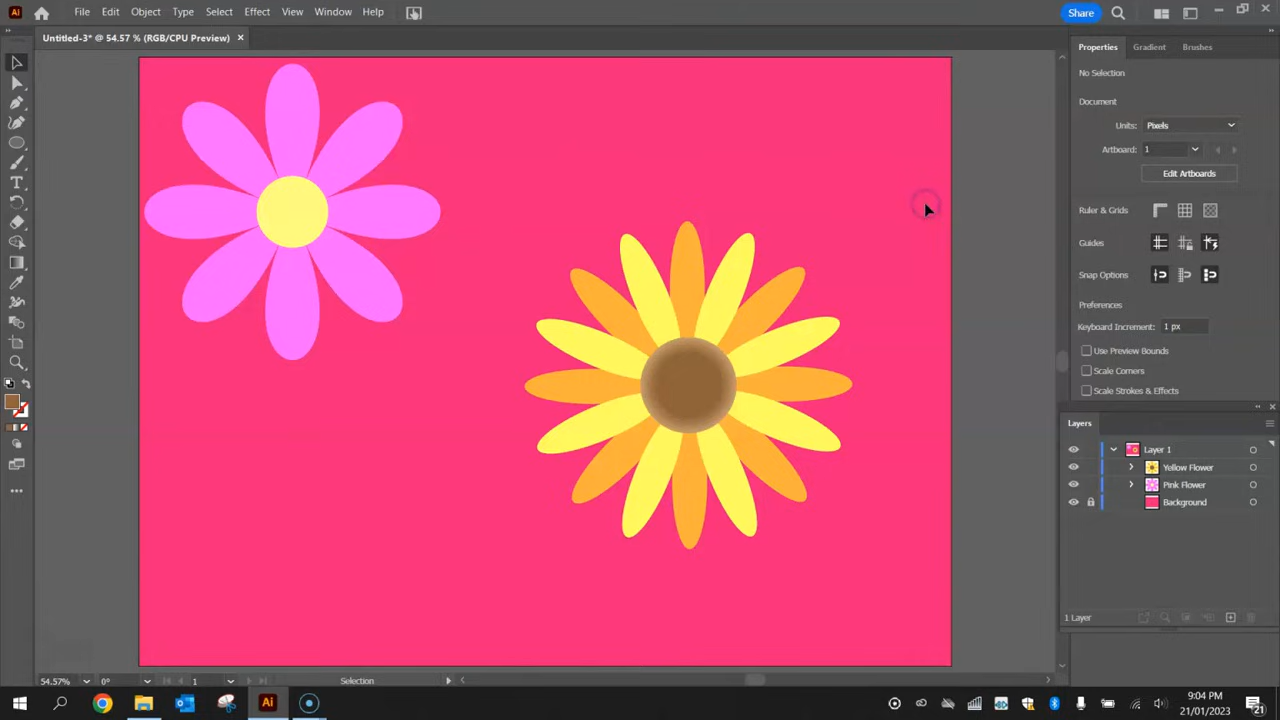 Ai File Edit Object Type Select Effect View Window Help Share
Untitled-3* @ 54.57 % (RGB/CPU Preview) ×
Properties Gradient Brushes
No Selection
Document
Units: Pixels
Artboard: 1
Edit Artboards
Ruler & Grids
Guides
Snap Options
Preferences
Keyboard Increment: 1 px
Use Preview Bounds
Scale Corners
Scale Strokes & Effects
Layers
Layer 1
Yellow Flower
Pink Flower
Background
1 Layer
54.57% 0° 1 Selection
Ai
9:04 PM
21/01/2023
21